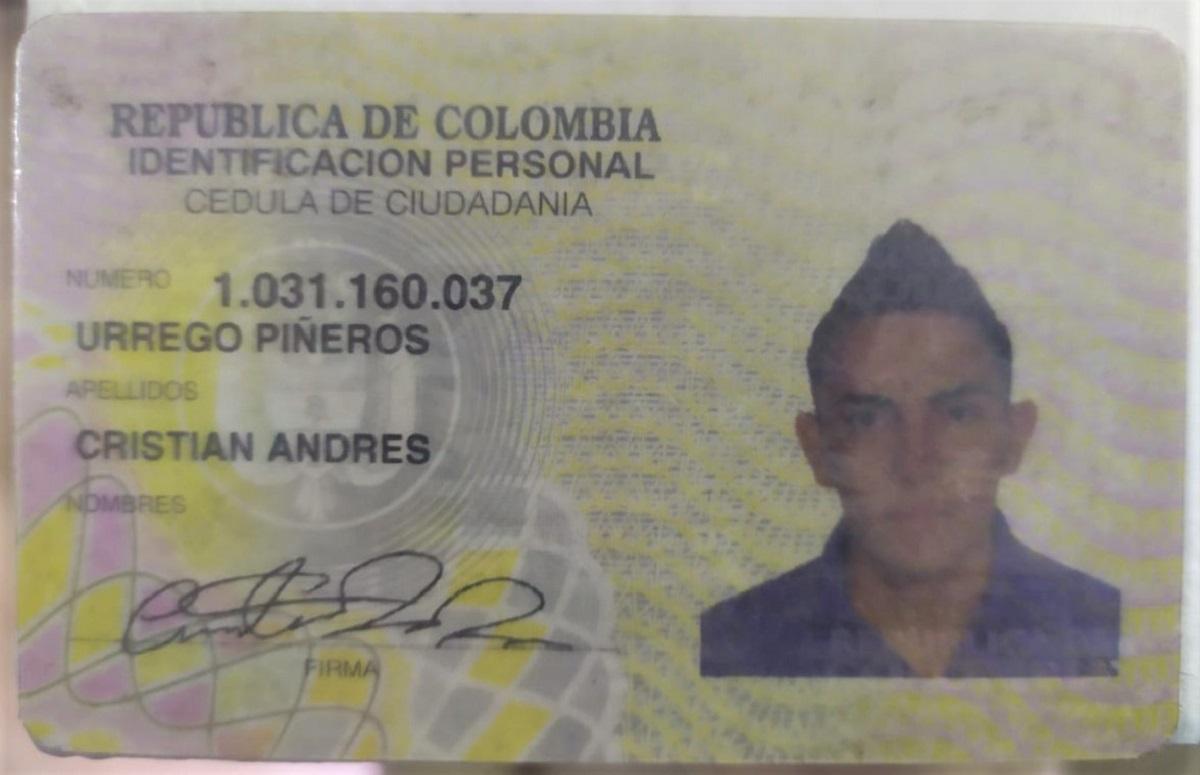 REPUBLICA DE COLOMBIA
IDENTIFICACION PERSONAL
CEDULA DE CIUDADANIA
NUMERO 1.031.160.037
URREGO PIÑEROS
APELLIDOS
CRISTIAN ANDRES
NOMBRES
FIRMA